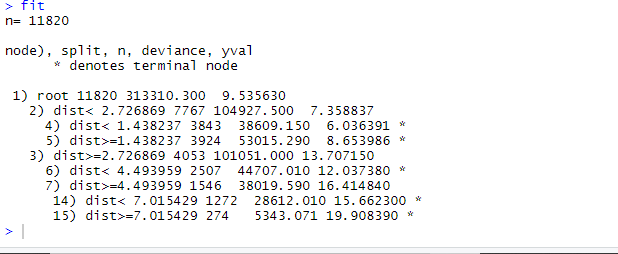 > fit
n= 11820
node), split, n, deviance, yval
* denotes terminal node
1) root 11820 313310.300 9.535630
2) dist< 2.726869 7767 104927.500 7.358837
4) dist< 1.438237 3843 38609.150 6.036391 *
5) dist>=1.438237 3924 53015.290 8.653986 *
3) dist>=2.726869 4053 101051.000 13.707150
6) dist< 4.493959 2507 44707.010 12.037380 *
7) dist>=4.493959 1546 38019.590 16.414840
14) dist< 7.015429 1272 28612.010 15.662300 *
15) dist>=7.015429 274 5343.071 19.908390 *
>